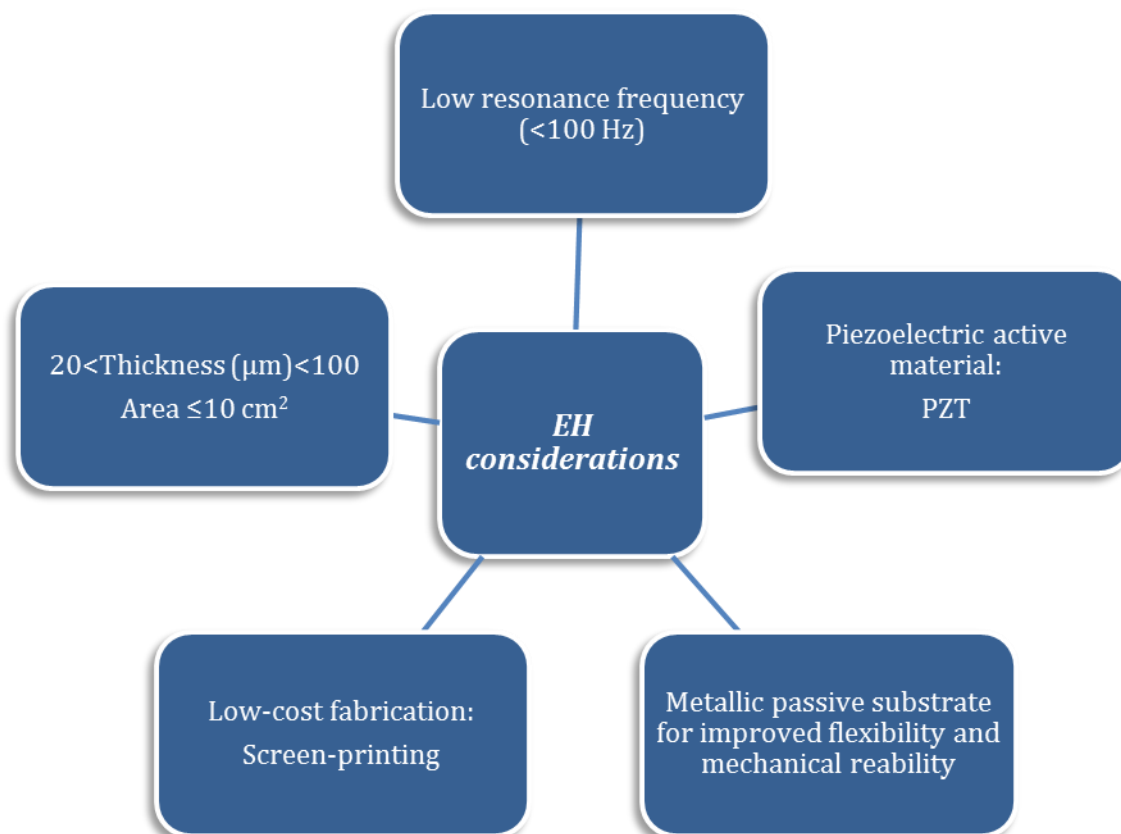 Low resonance frequency
(<100 Hz)
20<Thickness (µm)<100
Area ≤10 cm²
Piezoelectric active
material:
PZT
EH
considerations
Low-cost fabrication:
Screen-printing
Metallic passive substrate
for improved flexibility and
mechanical reability